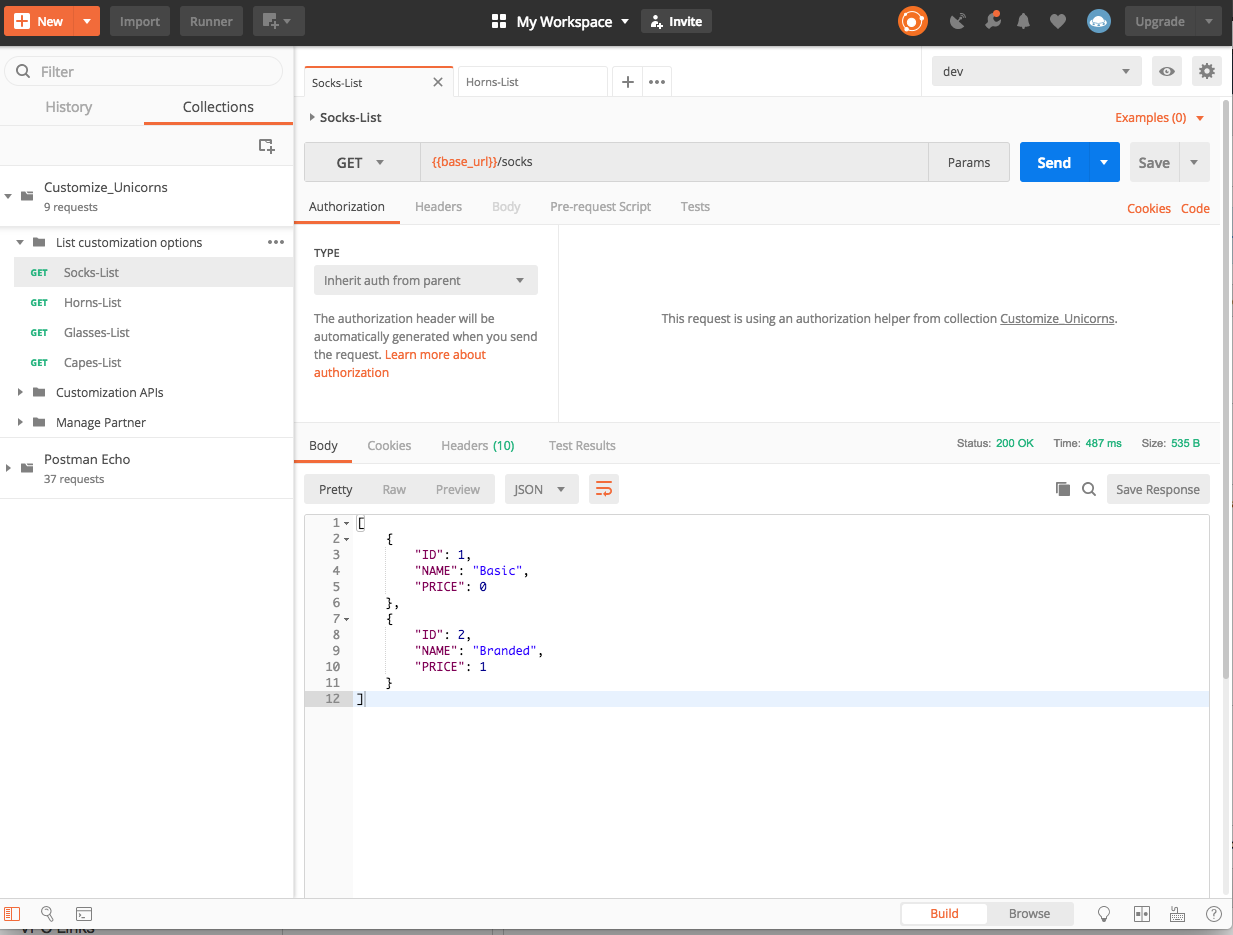 New Import Runner My Workspace Invite Upgrade
Filter
History Collections
Customize_Unicorns
9 requests
List customization options
GET Socks-List
GET Horns-List
GET Glasses-List
GET Capes-List
Customization APIs
Manage Partner
Postman Echo
37 requests
Socks-List Horns-List dev
Socks-List Examples (0)
GET {{base_url}}/socks Params Send Save
Authorization Headers Body Pre-request Script Tests Cookies Code
TYPE
Inherit auth from parent
The authorization header will be
automatically generated when you send
the request. Learn more about
authorization
This request is using an authorization helper from collection Customize_Unicorns.
Body Cookies Headers (10) Test Results Status: 200 OK Time: 487 ms Size: 535 B
Pretty Raw Preview JSON Save Response
1 [
2 {
3 "ID": 1,
4 "NAME": "Basic",
5 "PRICE": 0
6 },
7 {
8 "ID": 2,
9 "NAME": "Branded",
10 "PRICE": 1
11 }
12 ]
Build Browse
VPC Links